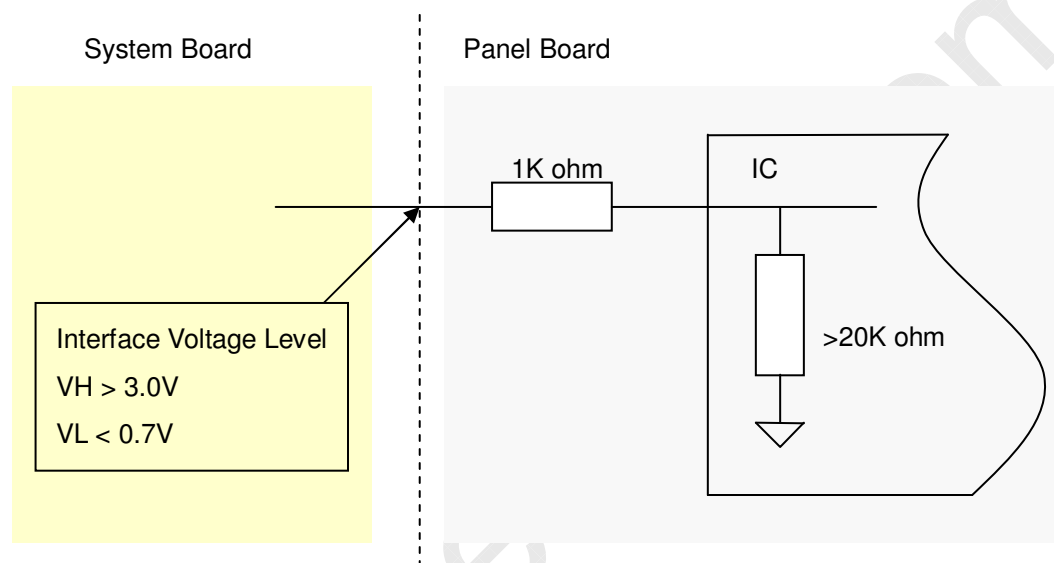 System Board
Panel Board
1K ohm
IC
Interface Voltage Level
VH > 3.0V
VL < 0.7V
>20K ohm